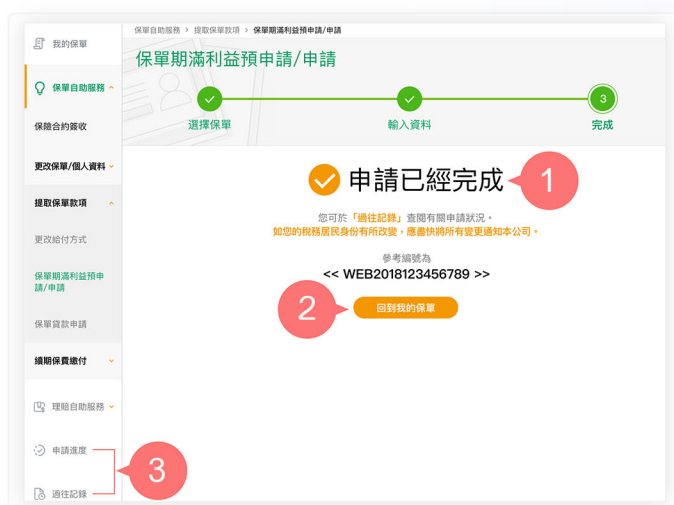 保單自助服務 > 提取保單款項 > 保單期滿利益預申請/申請
我的保單
保單期滿利益預申請/申請
保單自助服務
3
選擇保單
輸入資料
完成
保險合約簽收
更改保單/個人資料
申請已經完成
1
提取保單款項
您可於「過往記錄」查閱有關申請狀況。
如您的稅務居民身份有所改變，應盡快將所有變更通知本公司。
更改給付方式
參考編號為
<< WEB2018123456789 >>
保單期滿利益預申
請/申請
2
回到我的保單
保單貸款申請
續期保費繳付
理賠自助服務
申請進度
3
過往記錄